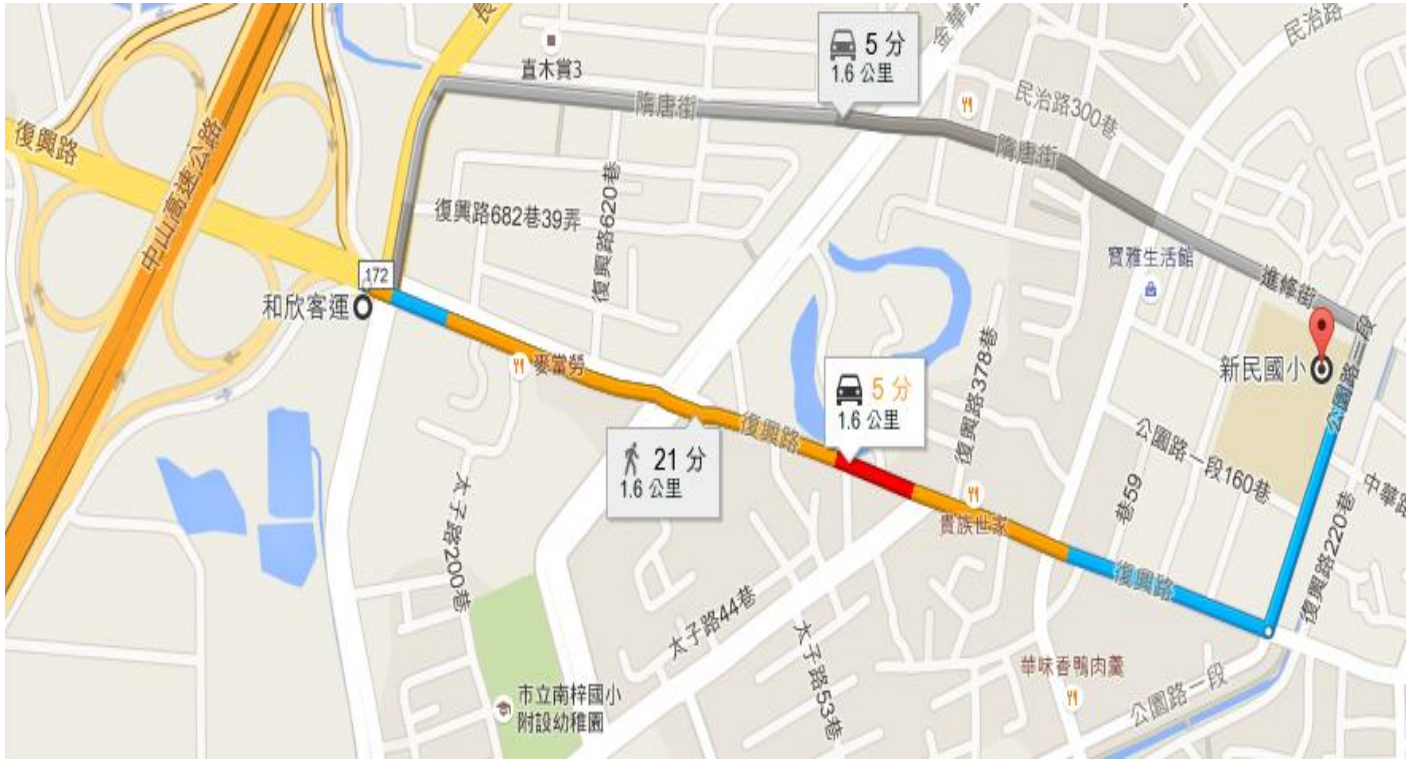 長
金華路
民治路
5 分
1.6 公里
直木賞3
隋唐街
民治路300巷
復興路
中山高速公路
隋唐街
復興路620巷
復興路682巷39弄
寶雅生活館
進修街
172
和欣客運
新民國小
公園路一段
麥當勞
5 分
1.6 公里
復興路378巷
復興路
21 分
1.6 公里
公園路一段160巷
巷59
中華路
貴族世家
太子路200巷
復興路
復興路220巷
太子路44巷
太子路53巷
華味香鴨肉羹
市立南梓國小
附設幼稚園
公園路一段